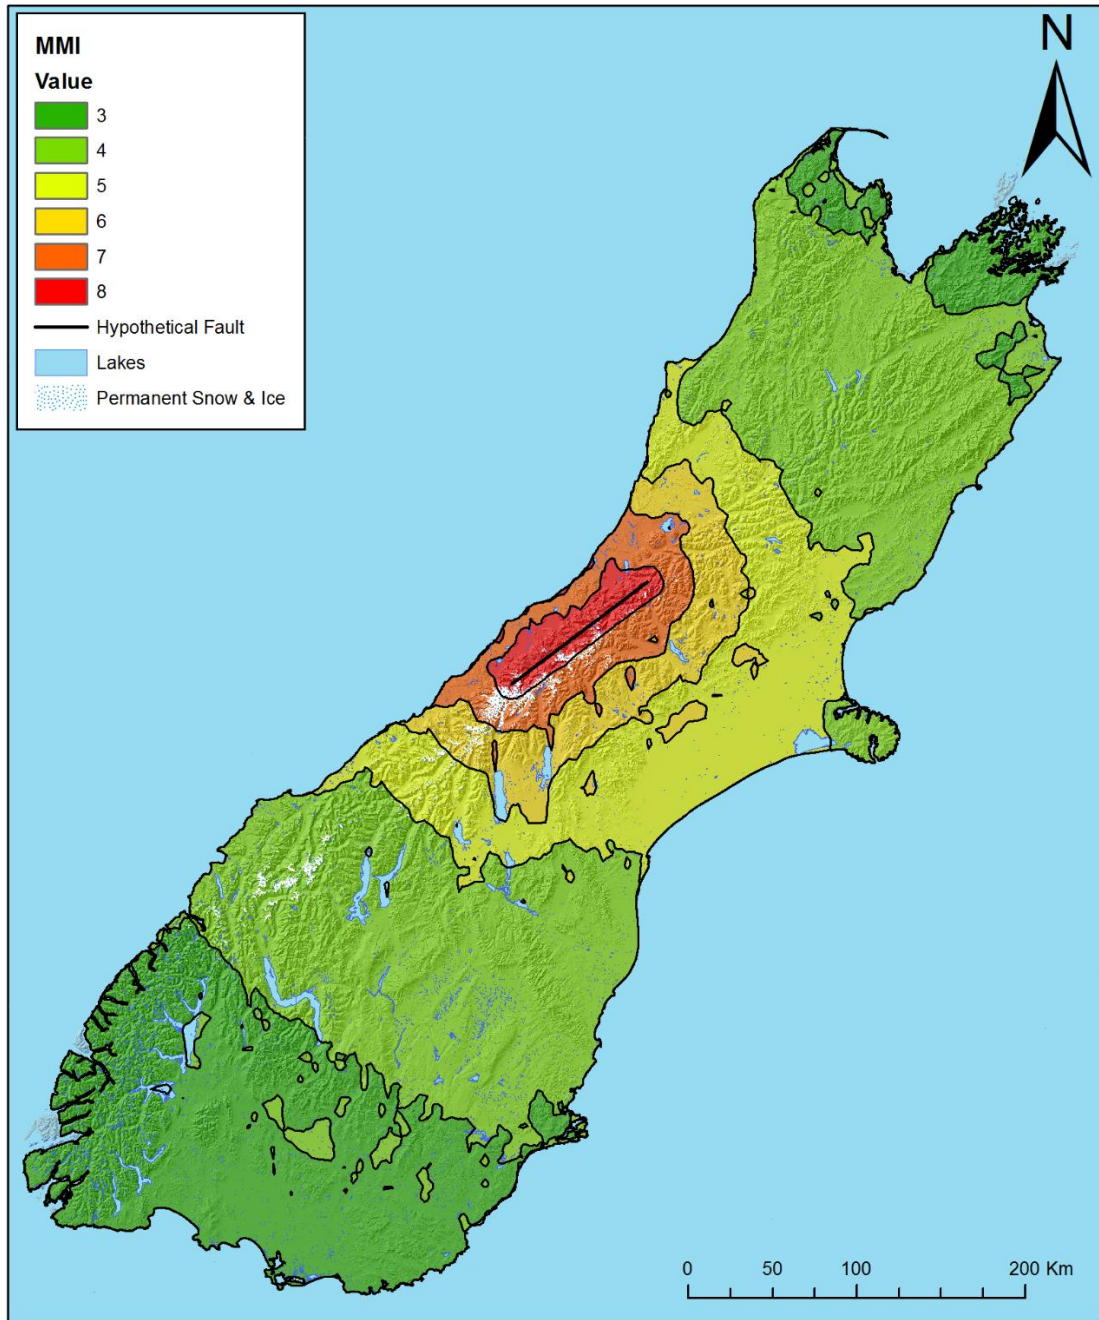 MMI
Value
3
4
5
6
7
8
Hypothetical Fault
Lakes
Permanent Snow & Ice
N
0 50 100 200 Km